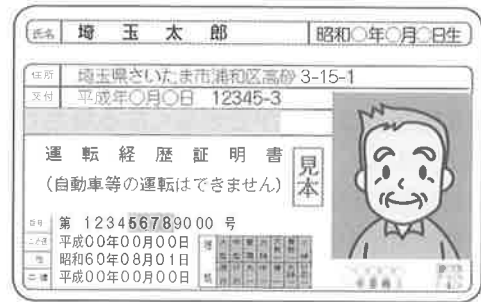 氏名 埼玉太郎 昭和○年○月○日生
住所 埼玉県さいたま市浦和区高砂3-15-1
交付 平成年○月○日 12345-3
運転経歴証明書
(自動車等の運転はできません)
見本
番号 第 123456789000 号
平成00年00月00日
他 昭和60年08月01日
二種 平成00年00月00日